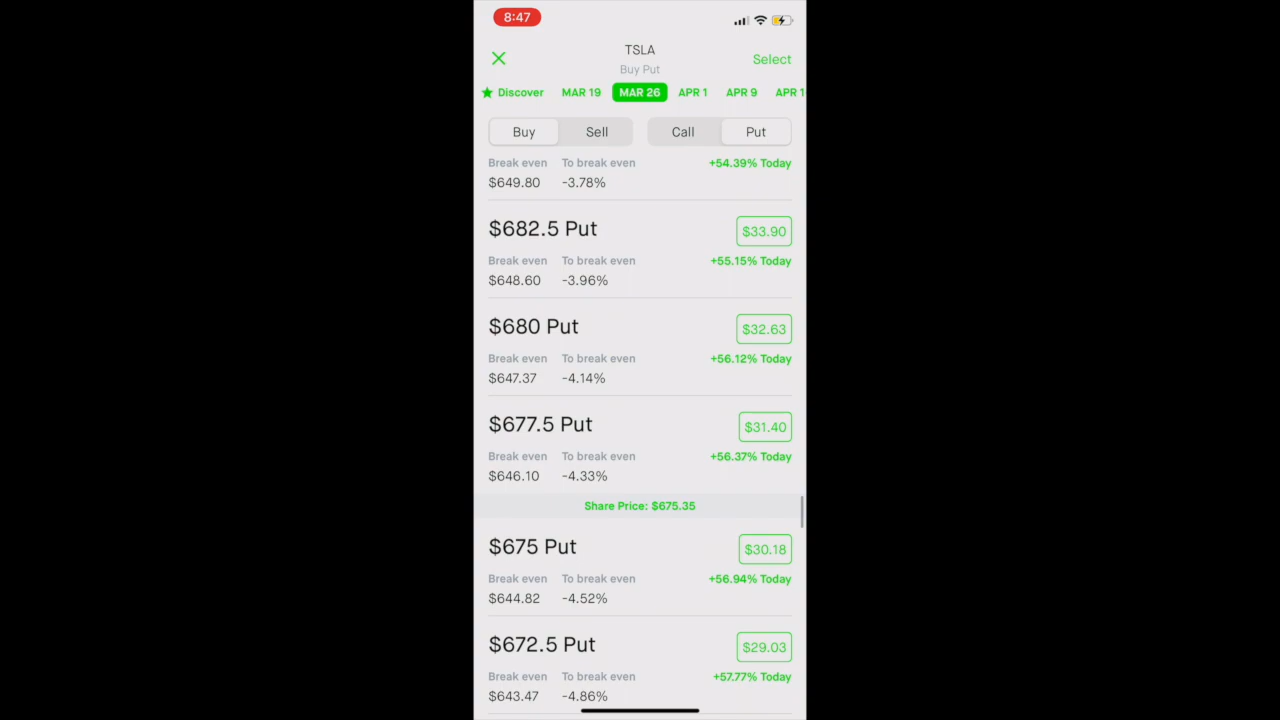 8:47
TSLA
Buy Put
Select
Discover MAR 19 MAR 26 APR 1 APR 9 APR 1
Buy Sell Call Put
Break even To break even +54.39% Today
$649.80 -3.78%
$682.5 Put $33.90
Break even To break even +55.15% Today
$648.60 -3.96%
$680 Put $32.63
Break even To break even +56.12% Today
$647.37 -4.14%
$677.5 Put $31.40
Break even To break even +56.37% Today
$646.10 -4.33%
Share Price: $675.35
$675 Put $30.18
Break even To break even +56.94% Today
$644.82 -4.52%
$672.5 Put $29.03
Break even To break even +57.77% Today
$643.47 -4.86%